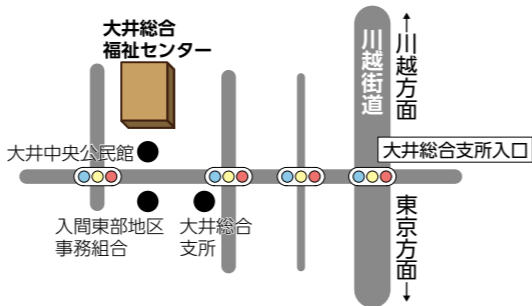 大井総合
福祉センター
川越街道
←川越方面
大井中央公民館
大井総合支所入口
入間東部地区
事務組合
大井総合
支所
東京方面→